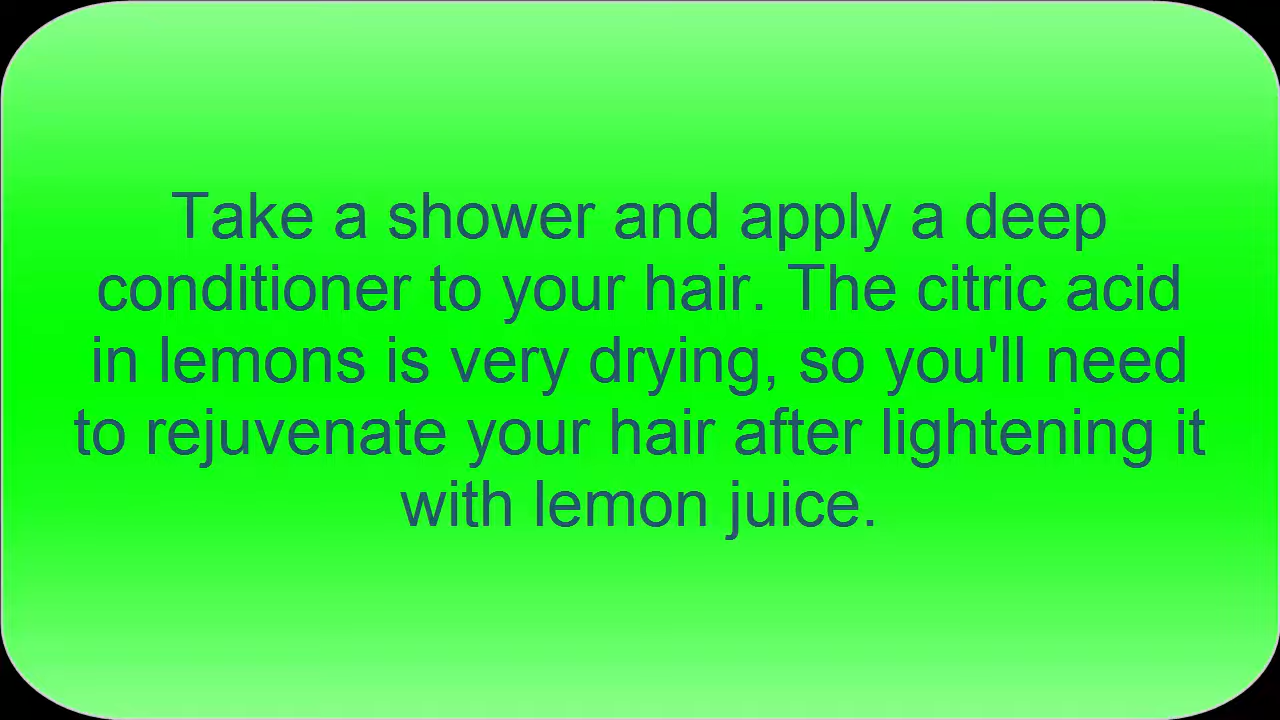 Take a shower and apply a deep
conditioner to your hair. The citric acid
in lemons is very drying, so you'll need
to rejuvenate your hair after lightening it
with lemon juice.